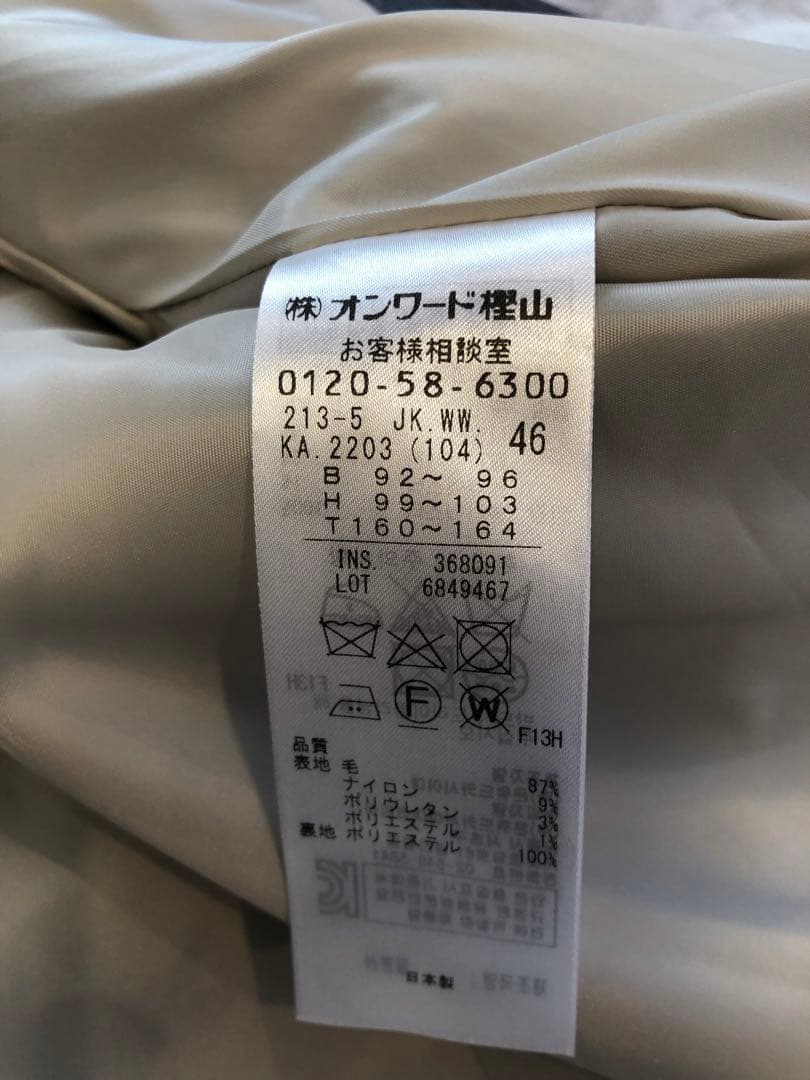 (株)オンワード樫山
お客様相談室
0120-58-6300
213-5 JK.WW.
KA.2203(104) 46
B 92～ 96
H 99～103
T160～164
INS. 368091
LOT 6849467
F
W
F13H
品質
表地 毛 87%
ナイロン 9%
ポリウレタン 3%
ポリエステル 1%
裏地 ポリエステル 100%
日本製